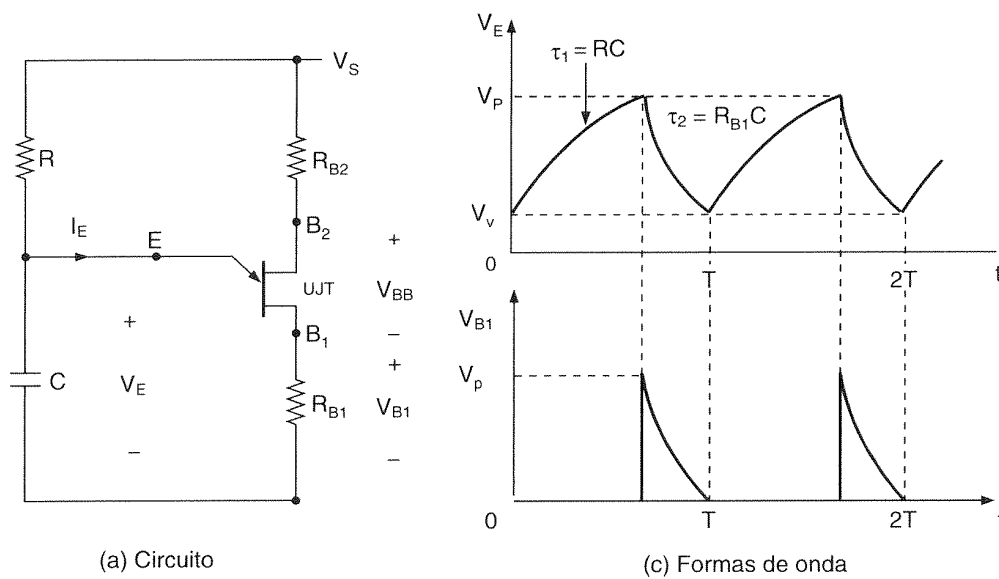 V_S
R
R_B2
B_2
I_E
E
UJT
+
V_BB
−
B_1
+
V_E
−
C
R_B1
+
V_B1
−
(a) Circuito
V_E
τ_1 = RC
V_P
τ_2 = R_B1C
V_v
0
T
2T
t
V_B1
V_p
0
T
2T
(c) Formas de onda